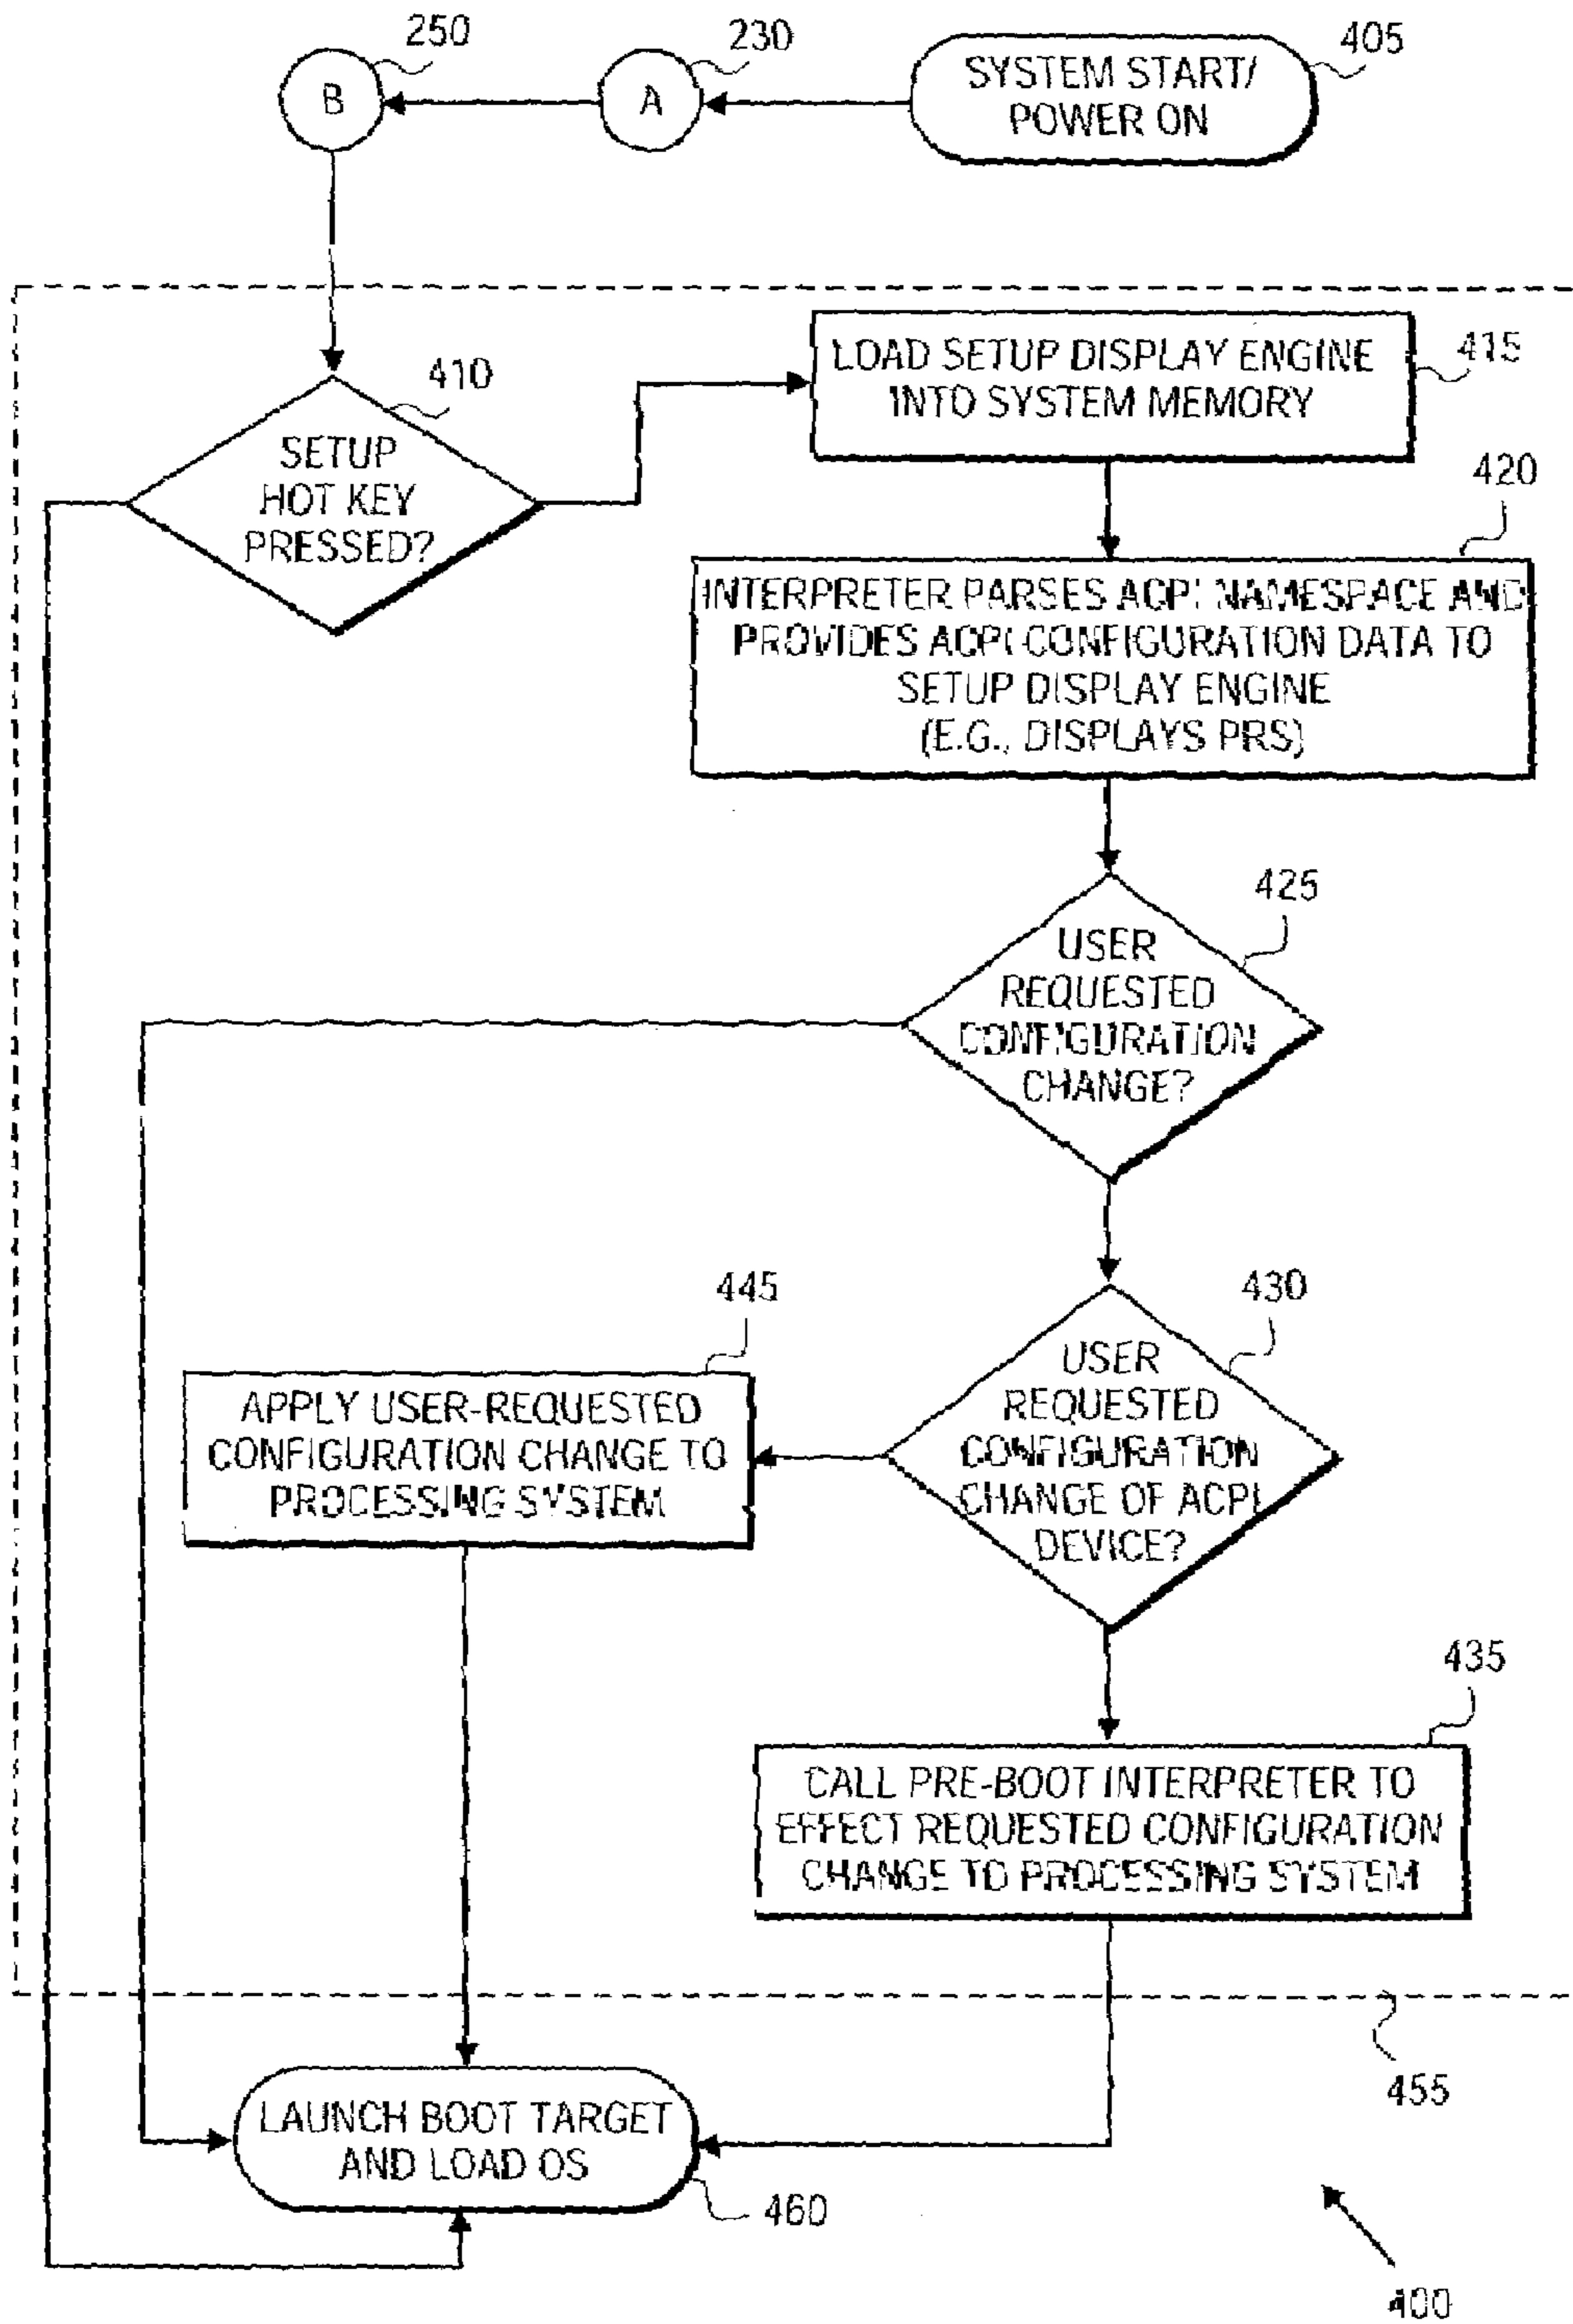 250
230
405
B
A
SYSTEM START/
POWER ON
410
SETUP
HOT KEY
PRESSED?
LOAD SETUP DISPLAY ENGINE
INTO SYSTEM MEMORY
415
420
INTERPRETER PARSES ACPI NAMESPACE AND
PROVIDES ACPI CONFIGURATION DATA TO
SETUP DISPLAY ENGINE
(E.G., DISPLAYS PRS)
425
USER
REQUESTED
CONFIGURATION
CHANGE?
445
430
APPLY USER-REQUESTED
CONFIGURATION CHANGE TO
PROCESSING SYSTEM
USER
REQUESTED
CONFIGURATION
CHANGE OF ACPI
DEVICE?
435
CALL PRE-BOOT INTERPRETER TO
EFFECT REQUESTED CONFIGURATION
CHANGE TO PROCESSING SYSTEM
455
LAUNCH BOOT TARGET
AND LOAD OS
460
400